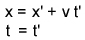 x = x' + v t'
t = t'